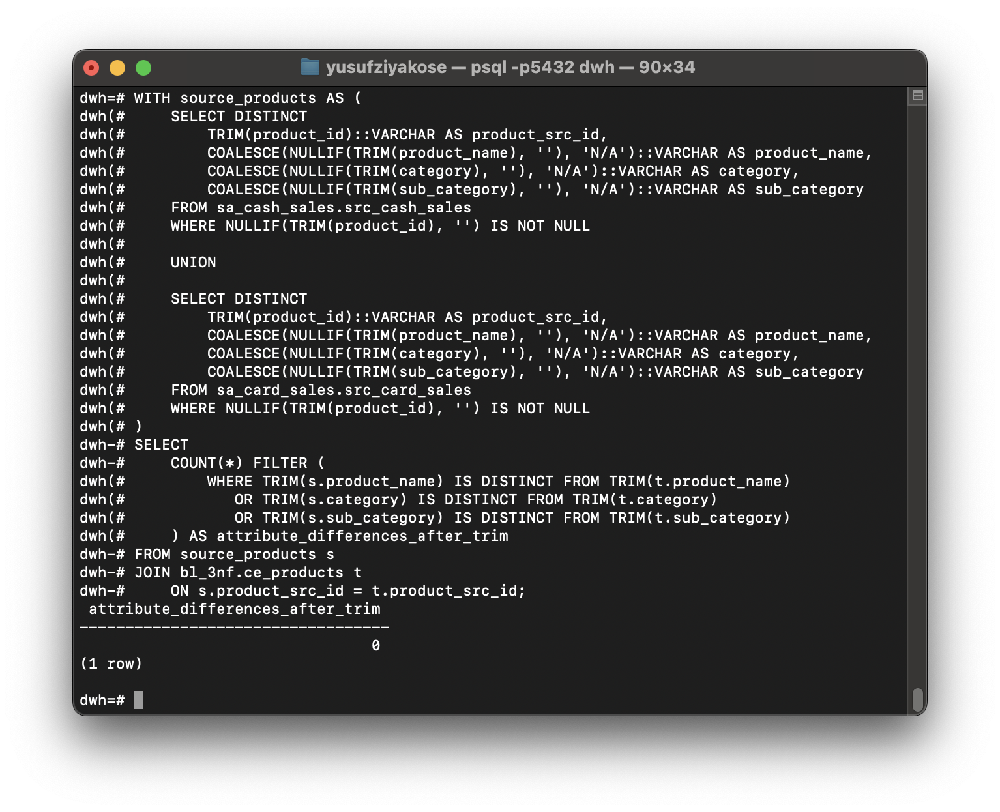 yusufziyakose — psql -p5432 dwh — 90×34
dwh=# WITH source_products AS (
dwh(#     SELECT DISTINCT
dwh(#         TRIM(product_id)::VARCHAR AS product_src_id,
dwh(#         COALESCE(NULLIF(TRIM(product_name), ''), 'N/A')::VARCHAR AS product_name,
dwh(#         COALESCE(NULLIF(TRIM(category), ''), 'N/A')::VARCHAR AS category,
dwh(#         COALESCE(NULLIF(TRIM(sub_category), ''), 'N/A')::VARCHAR AS sub_category
dwh(#     FROM sa_cash_sales.src_cash_sales
dwh(#     WHERE NULLIF(TRIM(product_id), '') IS NOT NULL
dwh(#
dwh(#     UNION
dwh(#
dwh(#     SELECT DISTINCT
dwh(#         TRIM(product_id)::VARCHAR AS product_src_id,
dwh(#         COALESCE(NULLIF(TRIM(product_name), ''), 'N/A')::VARCHAR AS product_name,
dwh(#         COALESCE(NULLIF(TRIM(category), ''), 'N/A')::VARCHAR AS category,
dwh(#         COALESCE(NULLIF(TRIM(sub_category), ''), 'N/A')::VARCHAR AS sub_category
dwh(#     FROM sa_card_sales.src_card_sales
dwh(#     WHERE NULLIF(TRIM(product_id), '') IS NOT NULL
dwh(# )
dwh-# SELECT
dwh-#     COUNT(*) FILTER (
dwh(#         WHERE TRIM(s.product_name) IS DISTINCT FROM TRIM(t.product_name)
dwh(#            OR TRIM(s.category) IS DISTINCT FROM TRIM(t.category)
dwh(#            OR TRIM(s.sub_category) IS DISTINCT FROM TRIM(t.sub_category)
dwh(#     ) AS attribute_differences_after_trim
dwh-# FROM source_products s
dwh-# JOIN bl_3nf.ce_products t
dwh-#     ON s.product_src_id = t.product_src_id;
 attribute_differences_after_trim
----------------------------------
                                0
(1 row)
dwh=#